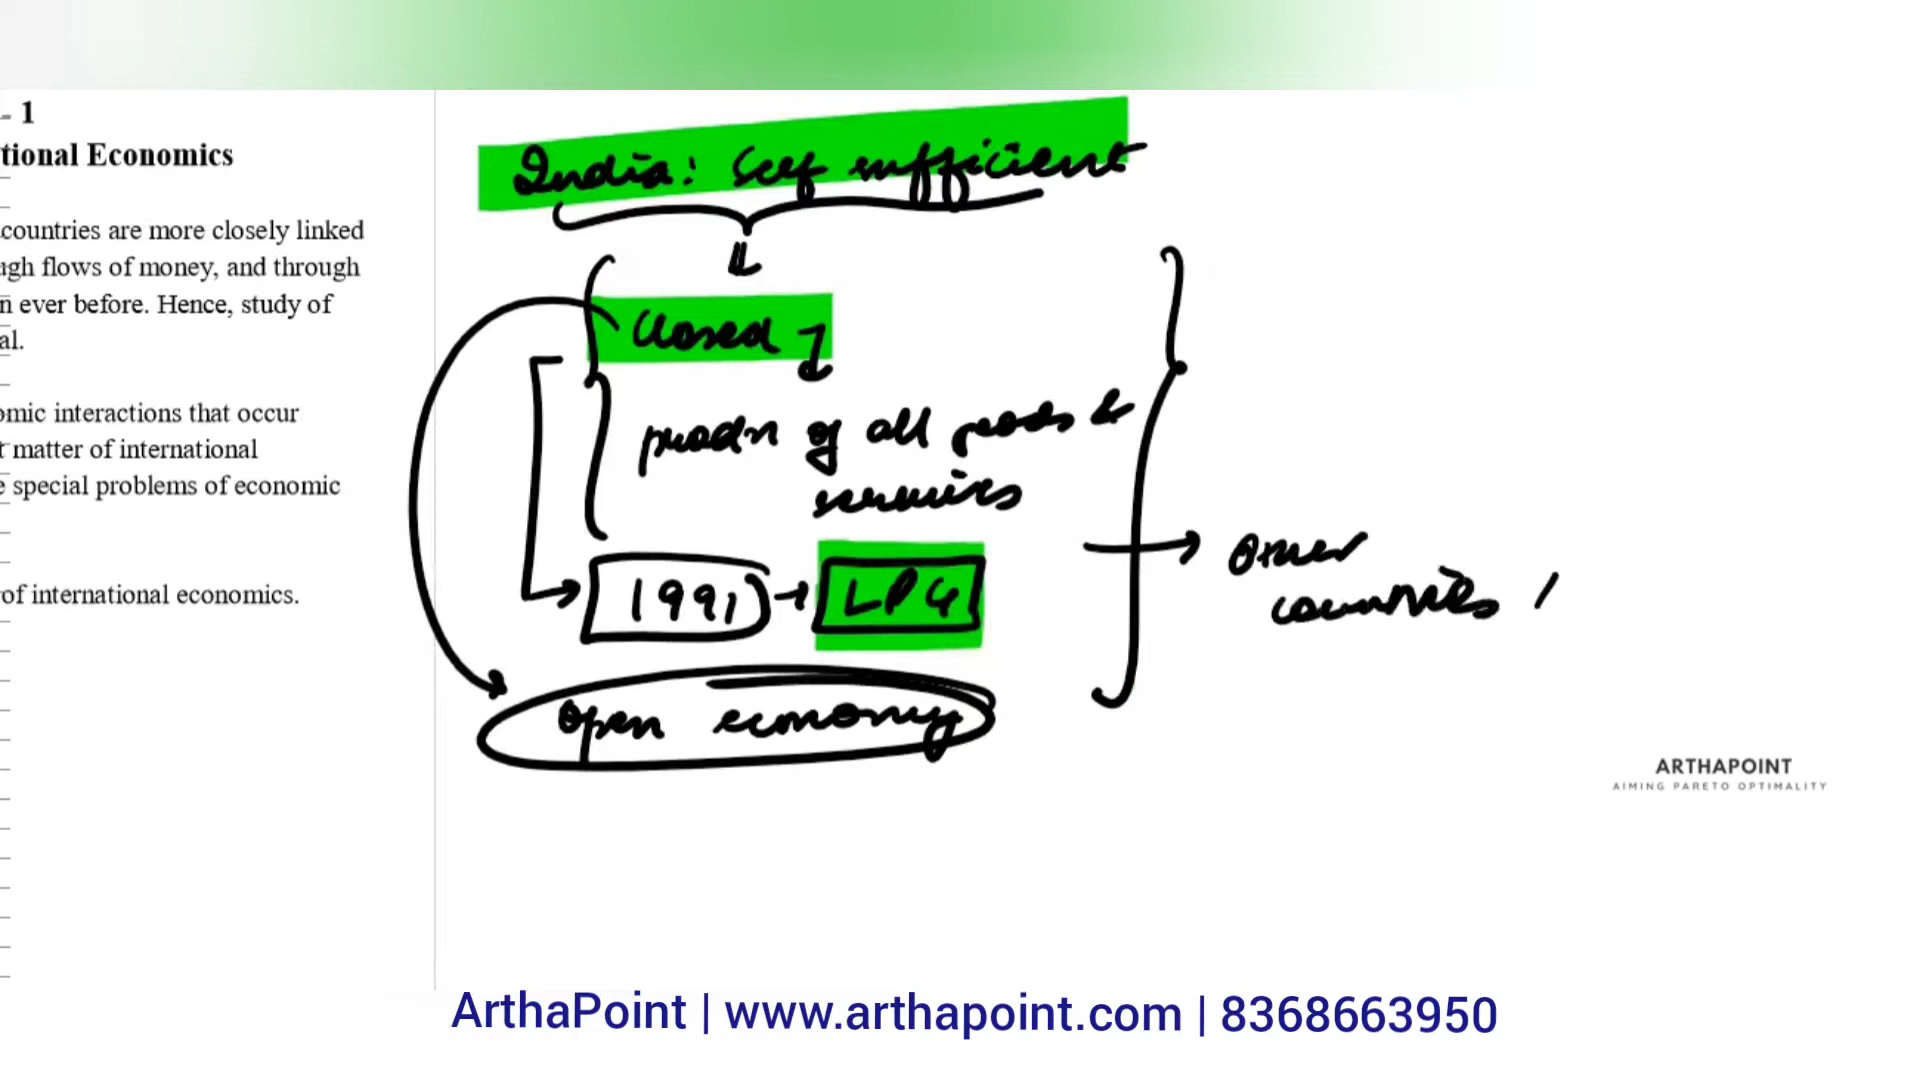 - 1
tional Economics
countries are more closely linked
ugh flows of money, and through
n ever before. Hence, study of
al.
omic interactions that occur
t matter of international
e special problems of economic
of international economics.
India: Self sufficient
Closed
prodn of all goods &
services
1991 → LPG
Open economy
Other
countries
ARTHAPOINT
AIMING PARETO OPTIMALITY
ArthaPoint | www.arthapoint.com | 8368663950